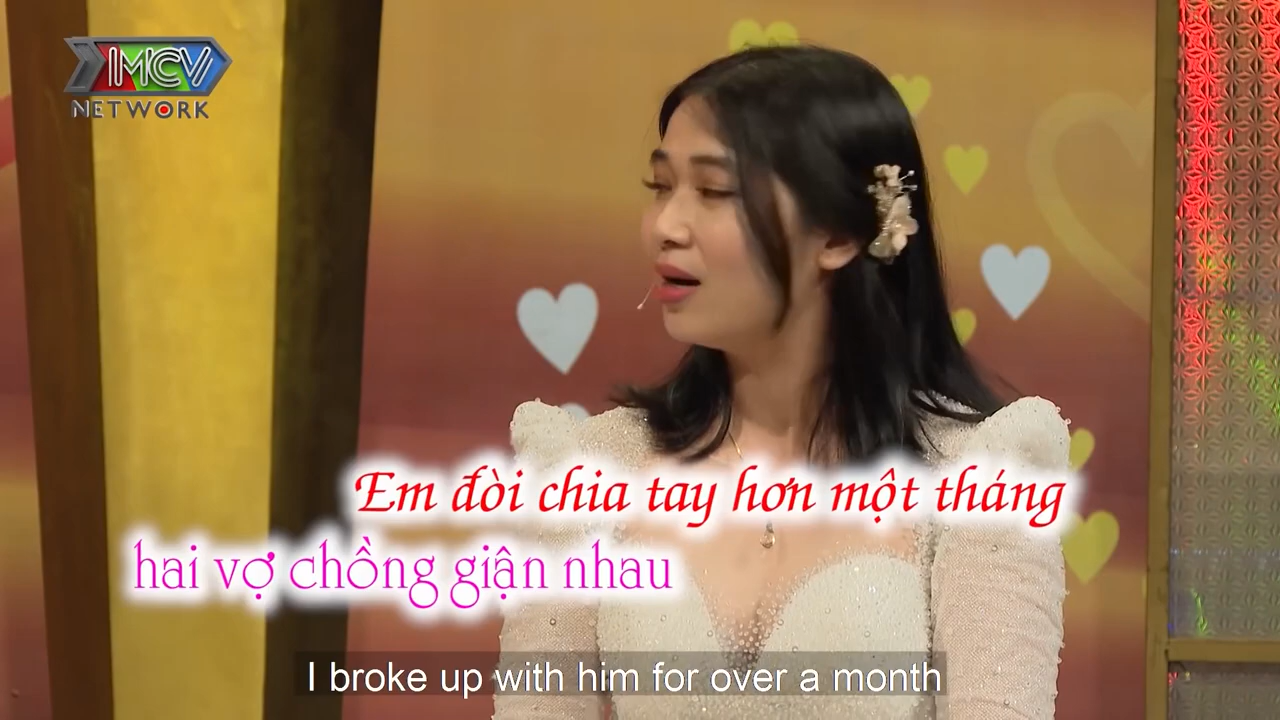 MCV
NETWORK
Em đòi chia tay hơn một tháng
hai vợ chồng giận nhau
I broke up with him for over a month